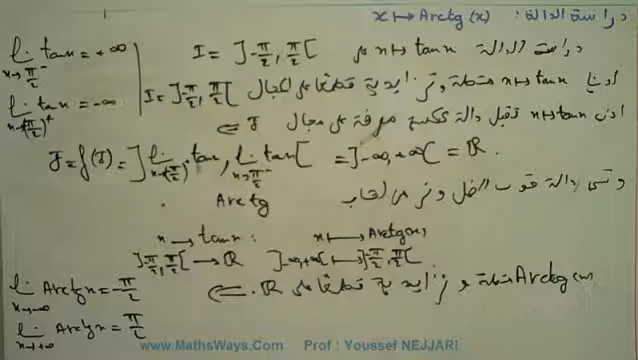 دراسة الدالة: x ↦ Arctg(x)
دراسة الدالة x ↦ tan x على I = ]-π/2, π/2[
lim tan x = +∞
x→π/2⁻
لدينا x ↦ tan x متصلة و تزايدية قطعا على المجال I = ]-π/2, π/2[
lim tan x = -∞
x→(-π/2)⁺
اذن x ↦ tan x تقبل دالة عكسية معرفة على مجال J ⇐
J = f(I) = ] lim tan, lim tan [ = ]-∞, +∞[ = ℝ.
x→(-π/2)⁺ x→π/2⁻
و تسمى دالة قوس الظل و نرمز لها ب
Arctg
x → tan x : x ↦ Arctg x,
]-π/2, π/2[ → ℝ ]-∞, +∞[ ↦ ]-π/2, π/2[
Arctg متصلة و تزايدية قطعا على ℝ. ⇐
lim Arctg x = -π/2
x→-∞
lim Arctg x = π/2
x→+∞
www.MathsWays.com Prof : Youssef NEJJARI